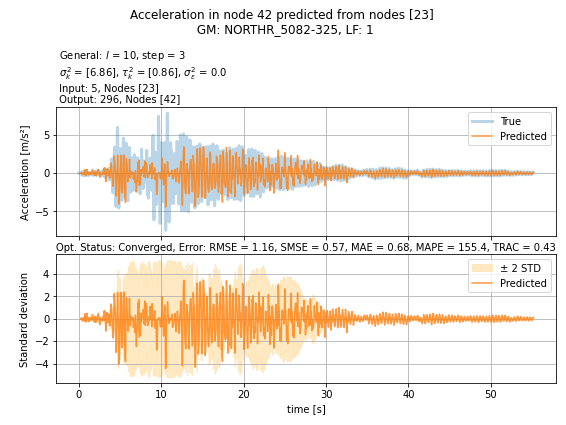 Acceleration in node 42 predicted from nodes [23]
GM: NORTHR_5082-325, LF: 1
General: l = 10, step = 3
σ²ₖ = [6.86], τ²ₖ = [0.86], σ²ε = 0.0
Input: 5, Nodes [23]
Output: 296, Nodes [42]
True
Predicted
5
0
−5
Acceleration [m/s²]
Opt. Status: Converged, Error: RMSE = 1.16, SMSE = 0.57, MAE = 0.68, MAPE = 155.4, TRAC = 0.43
± 2 STD
Predicted
4
2
0
−2
−4
Standard deviation
0 10 20 30 40 50
time [s]